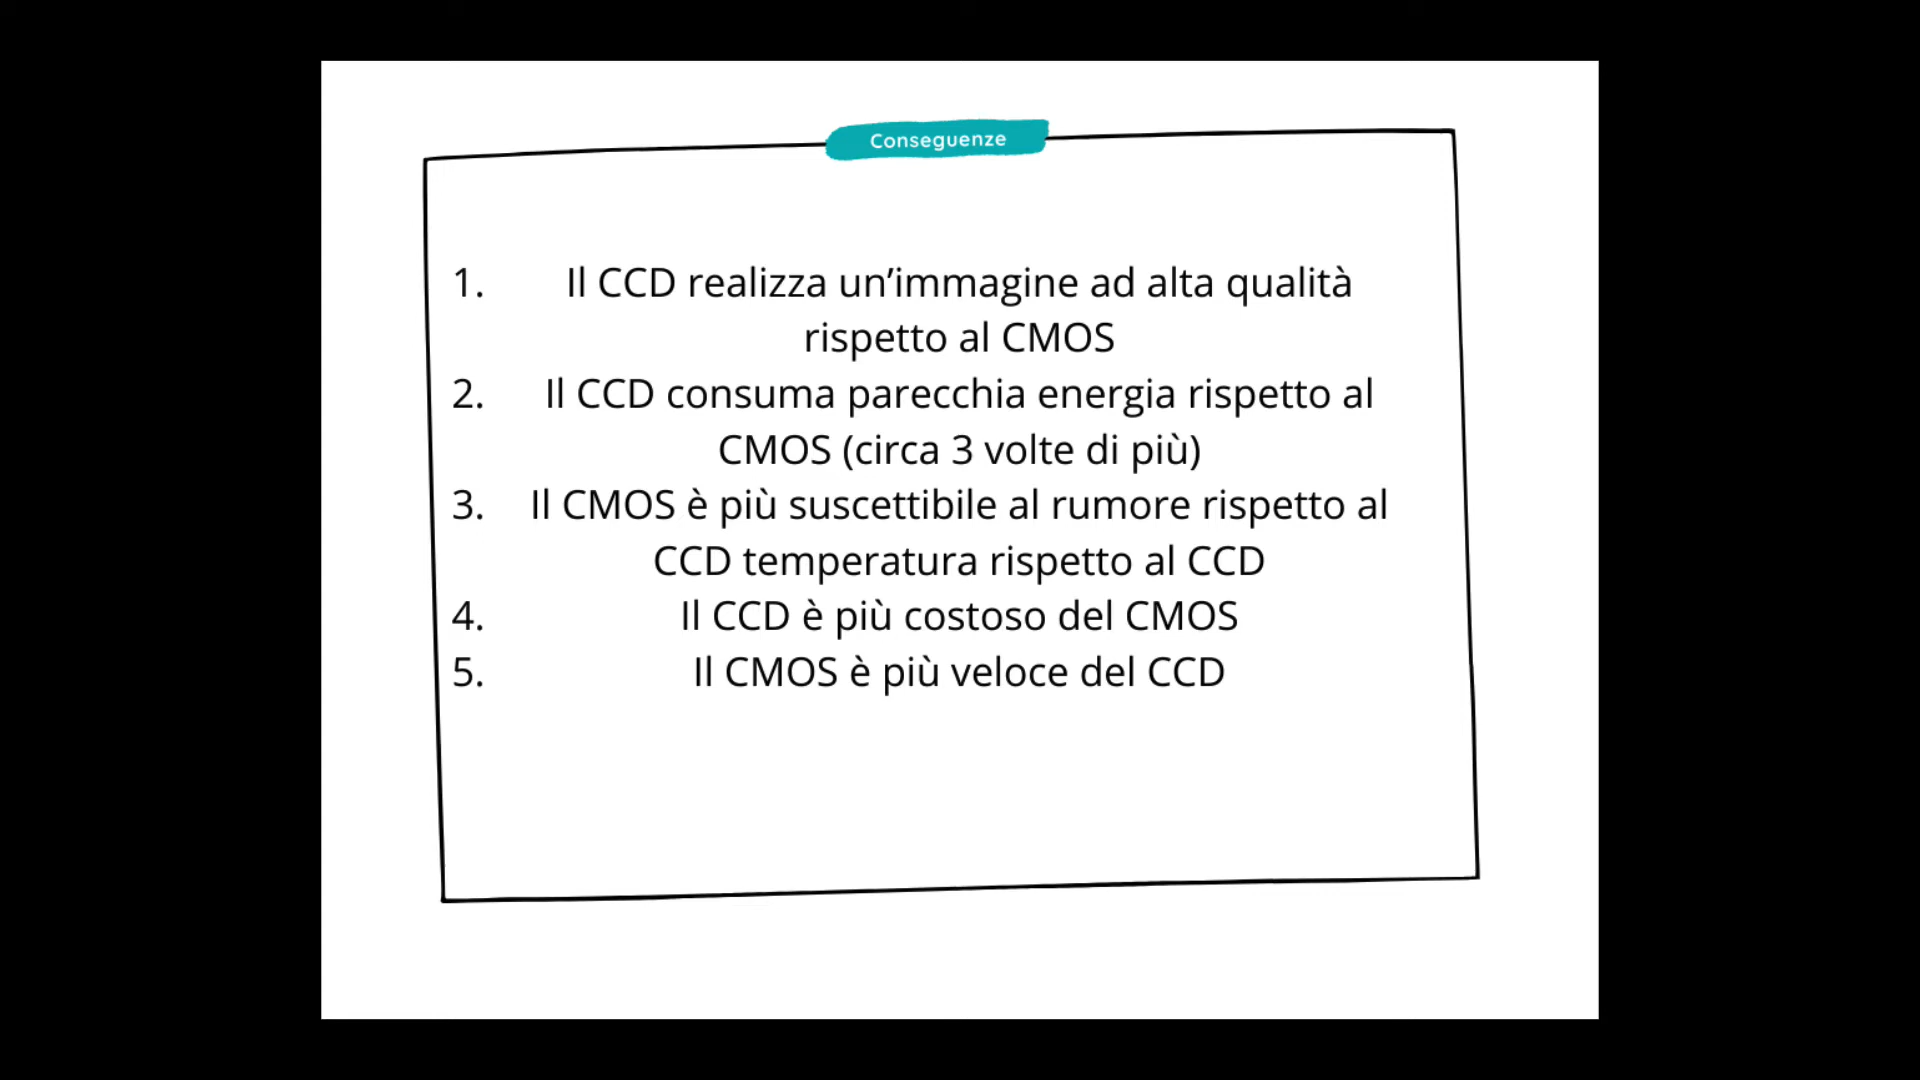 Conseguenze
1. Il CCD realizza un’immagine ad alta qualità
rispetto al CMOS
2. Il CCD consuma parecchia energia rispetto al
CMOS (circa 3 volte di più)
3. Il CMOS è più suscettibile al rumore rispetto al
CCD temperatura rispetto al CCD
4. Il CCD è più costoso del CMOS
5. Il CMOS è più veloce del CCD